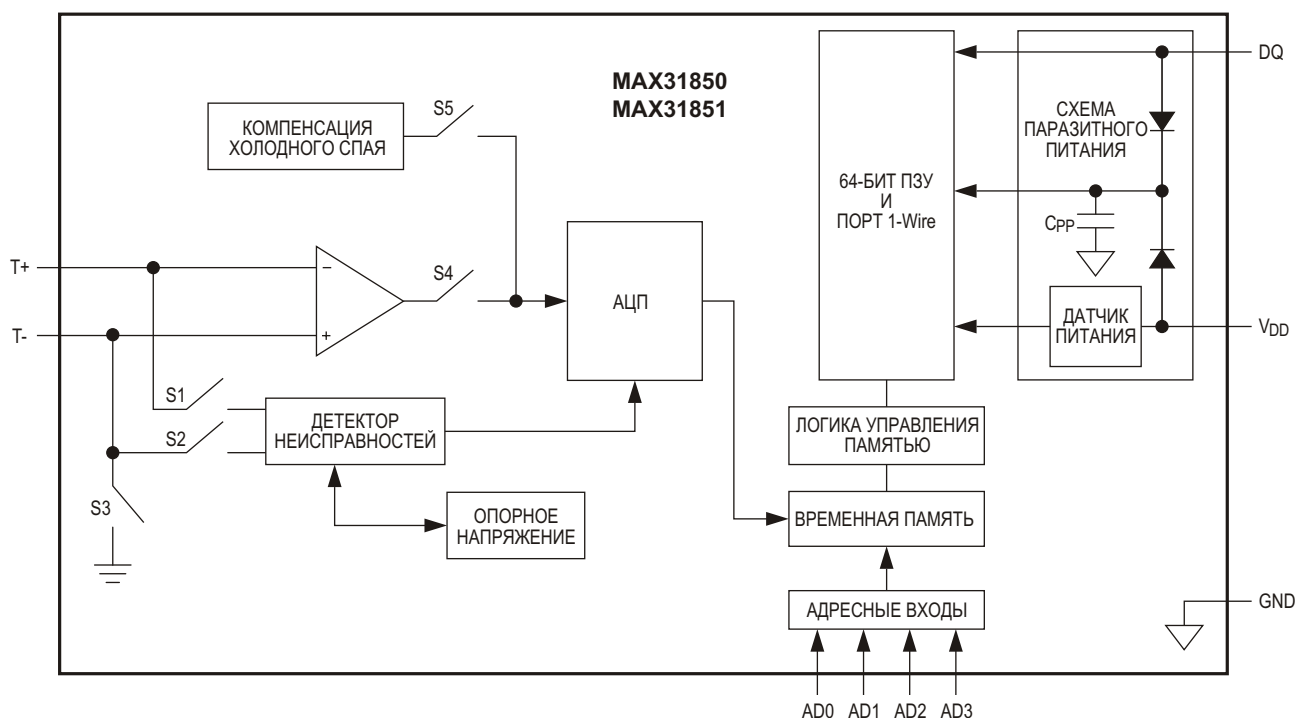 MAX31850
MAX31851
КОМПЕНСАЦИЯ
ХОЛОДНОГО СПАЯ
S5
T+
T-
−
+
S4
АЦП
S1
S2
S3
ДЕТЕКТОР
НЕИСПРАВНОСТЕЙ
ОПОРНОЕ
НАПРЯЖЕНИЕ
64-БИТ ПЗУ
И
ПОРТ 1-Wire
СХЕМА
ПАРАЗИТНОГО
ПИТАНИЯ
CPP
ДАТЧИК
ПИТАНИЯ
DQ
VDD
ЛОГИКА УПРАВЛЕНИЯ
ПАМЯТЬЮ
ВРЕМЕННАЯ ПАМЯТЬ
АДРЕСНЫЕ ВХОДЫ
GND
AD0 AD1 AD2 AD3